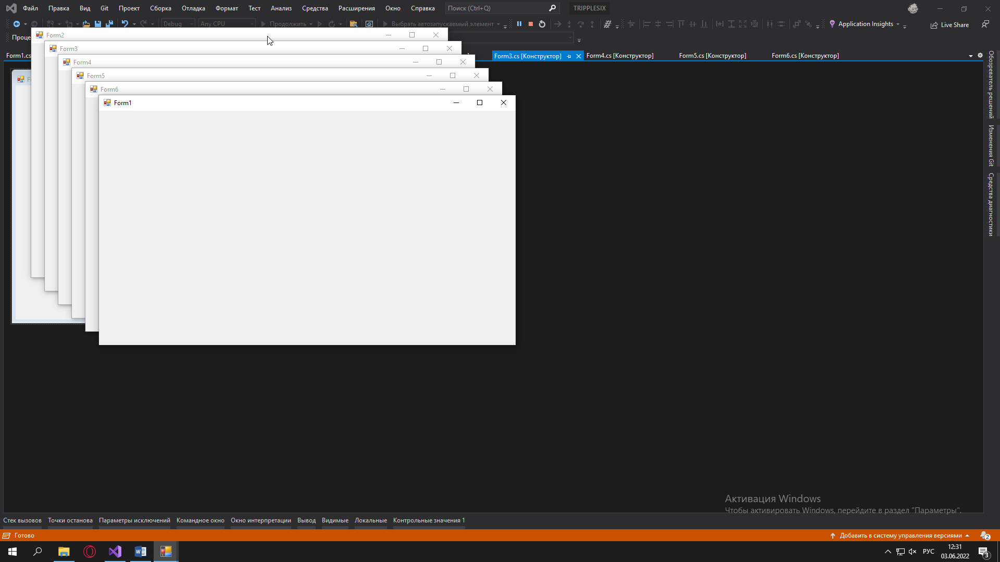 Файл Правка Вид Git Проект Сборка Отладка Формат Тест Анализ Средства Расширения Окно Справка Поиск (Ctrl+Q) TRIPPLESIX
Debug Any CPU Продолжить Выбрать автозапускаемый элемент Application Insights Live Share
Проце
Form2
Form3
Form4
Form5
Form6
Form1
Form1.cs Form3.cs [Конструктор] Form4.cs [Конструктор] Form5.cs [Конструктор] Form6.cs [Конструктор]
Обозреватель решений
Изменения Git
Средства диагностики
Активация Windows
Чтобы активировать Windows, перейдите в раздел "Параметры".
Стек вызовов Точки останова Параметры исключений Командное окно Окно интерпретации Вывод Видимые Локальные Контрольные значения 1
Готово Добавить в систему управления версиями 2
РУС 12:31
03.06.2022 3